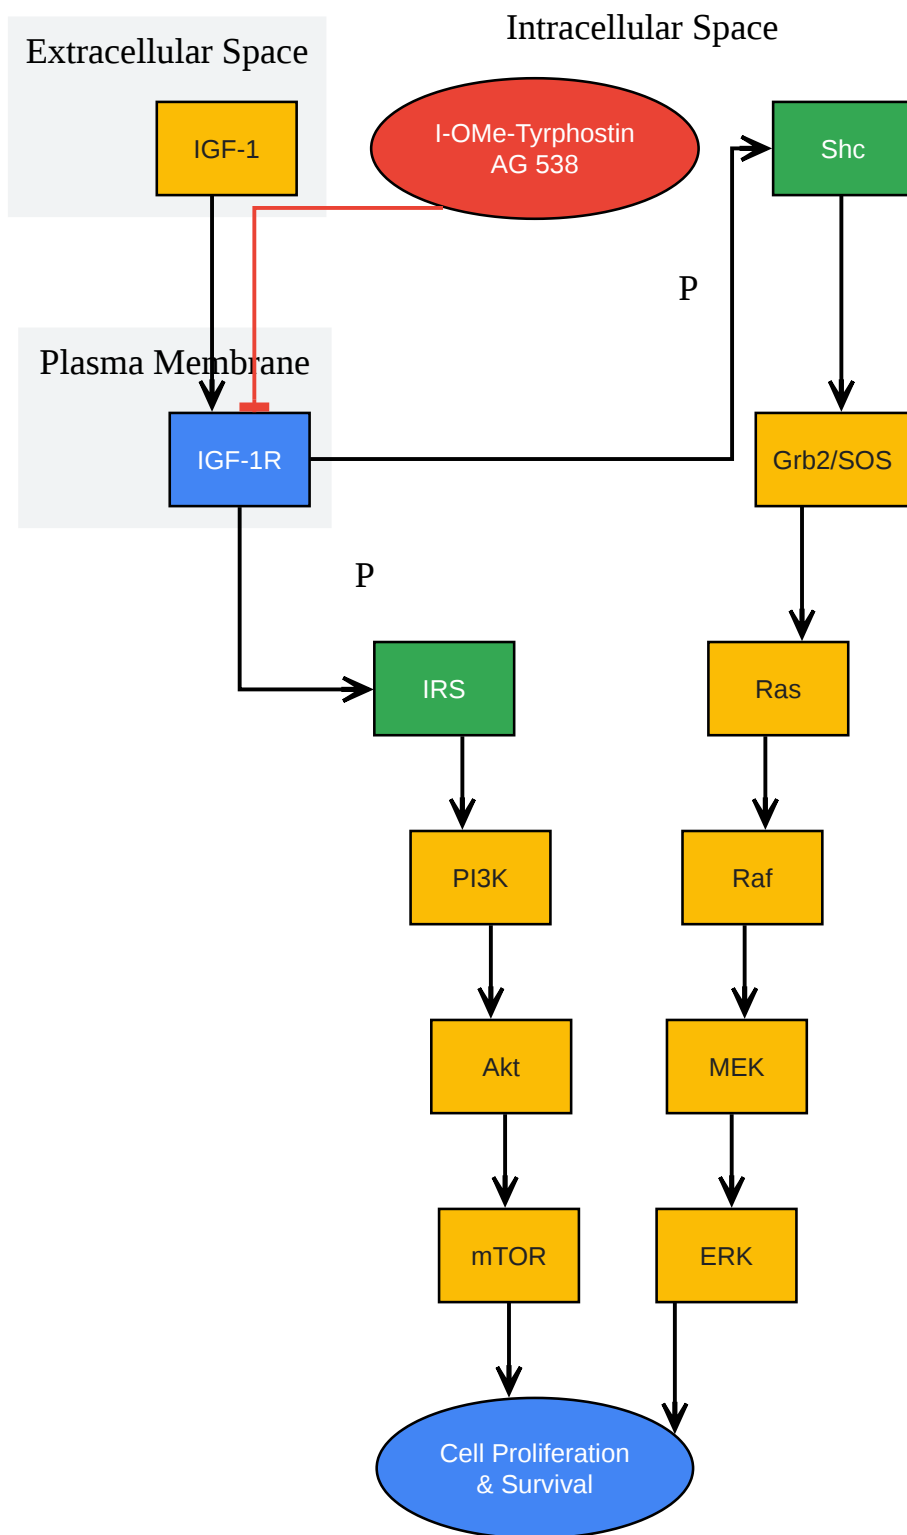 Intracellular Space
Extracellular Space
IGF-1
I-OMe-Tyrphostin
AG 538
Shc
P
Plasma Membrane
IGF-1R
Grb2/SOS
P
IRS
Ras
PI3K
Raf
Akt
MEK
mTOR
ERK
Cell Proliferation
& Survival